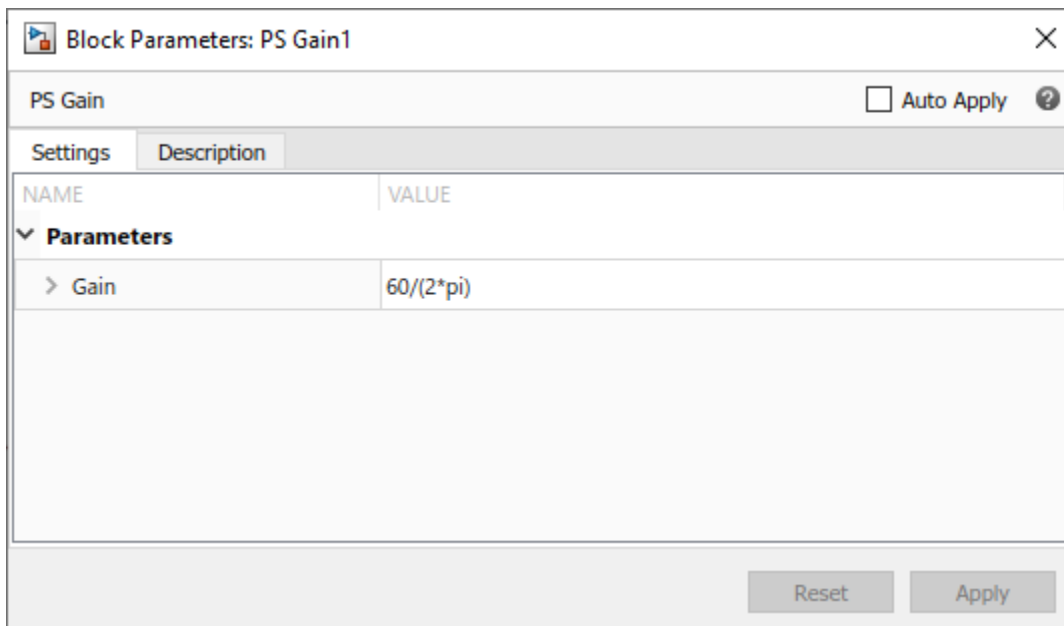 Block Parameters: PS Gain1
PS Gain
Auto Apply
Settings Description
NAME VALUE
Parameters
Gain 60/(2*pi)
Reset Apply